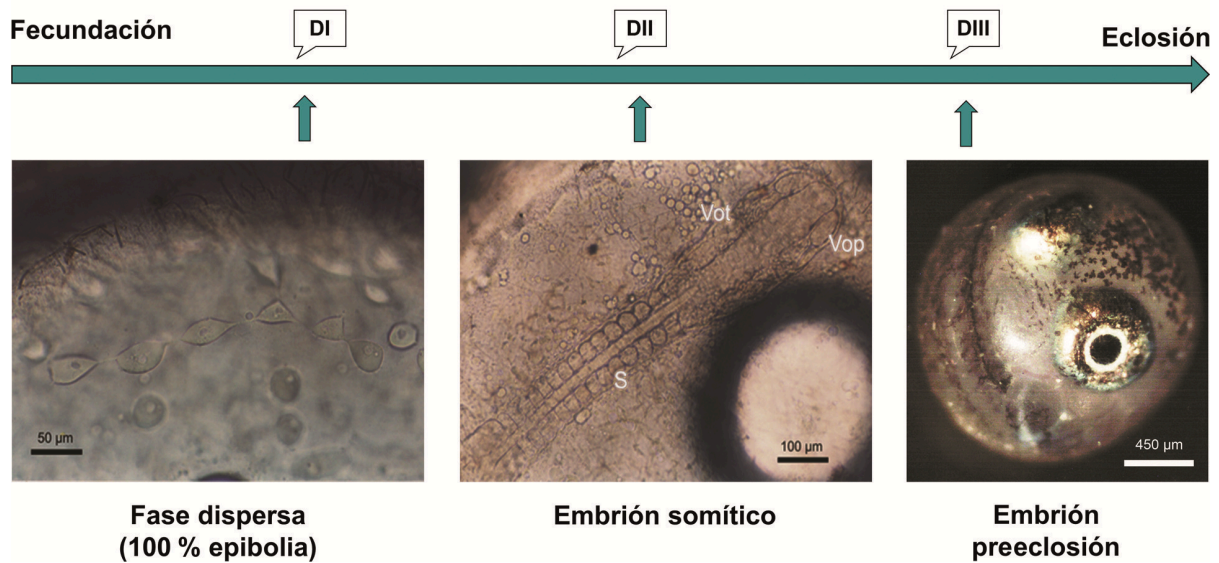 Fecundación
DI
DII
DIII
Eclosión
50 µm
Vot
Vop
S
100 µm
450 µm
Fase dispersa
(100 % epibolia)
Embrión somítico
Embrión
preeclosión